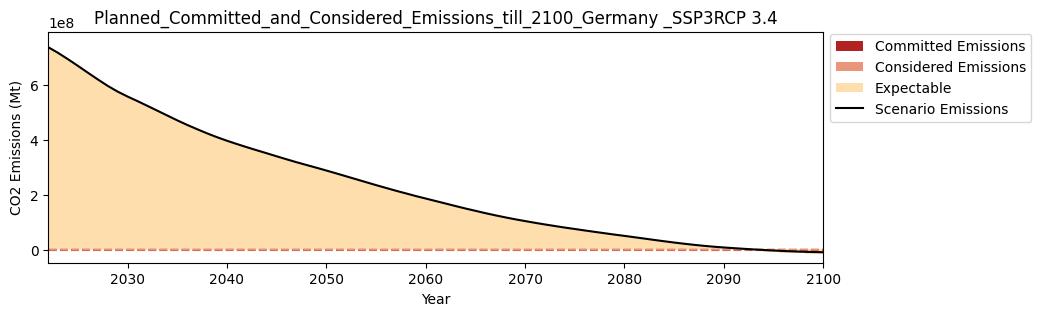 Planned_Committed_and_Considered_Emissions_till_2100_Germany _SSP3RCP 3.4
1e8
CO2 Emissions (Mt)
6
4
2
0
2030 2040 2050 2060 2070 2080 2090 2100
Year
Committed Emissions
Considered Emissions
Expectable
Scenario Emissions